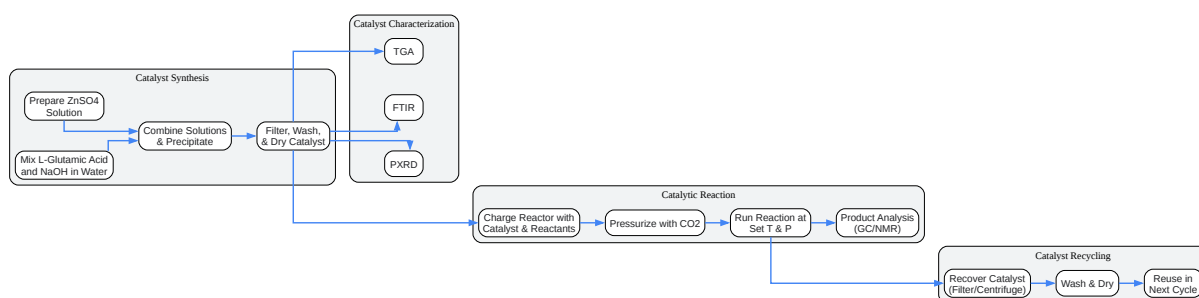 Catalyst Characterization
TGA
FTIR
PXRD
Catalyst Synthesis
Prepare ZnSO4
Solution
Mix L-Glutamic Acid
and NaOH in Water
Combine Solutions
& Precipitate
Filter, Wash,
& Dry Catalyst
Catalytic Reaction
Charge Reactor with
Catalyst & Reactants
Pressurize with CO2
Run Reaction at
Set T & P
Product Analysis
(GC/NMR)
Catalyst Recycling
Recover Catalyst
(Filter/Centrifuge)
Wash & Dry
Reuse in
Next Cycle